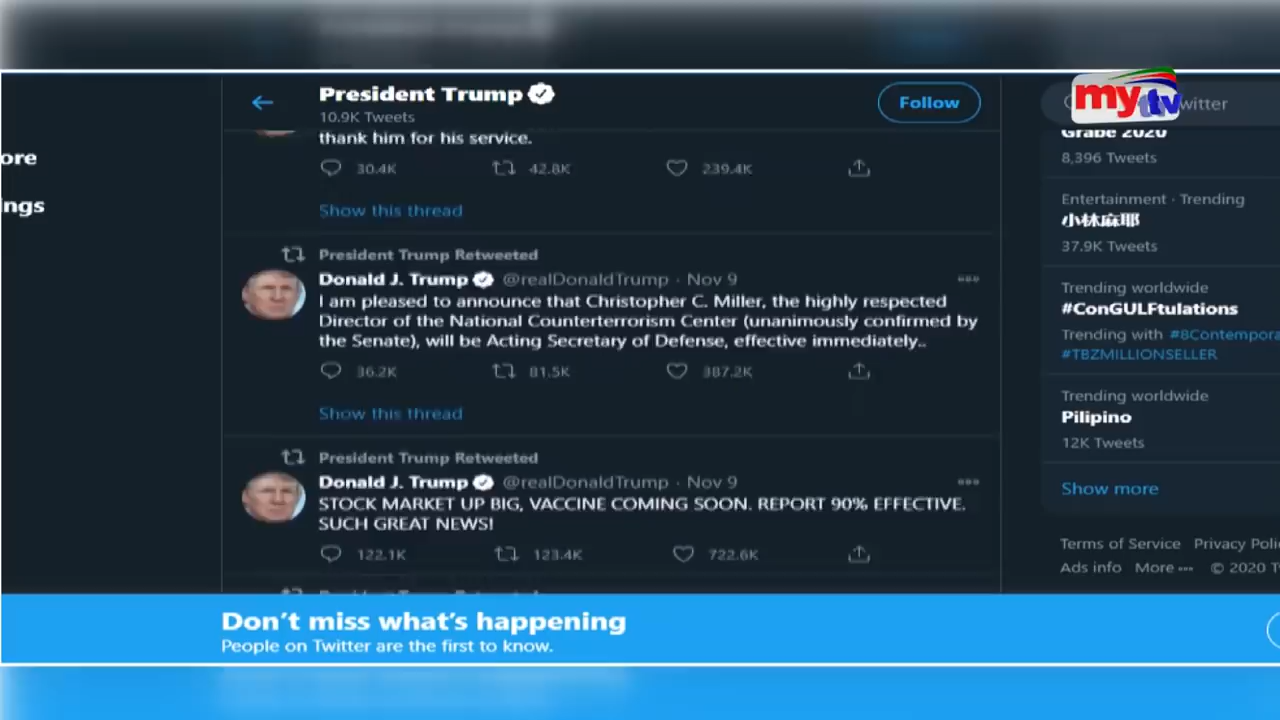 President Trump
10.9K Tweets
thank him for his service.
30.4K 42.8K 239.4K
Show this thread
President Trump Retweeted
Donald J. Trump @realDonaldTrump · Nov 9
I am pleased to announce that Christopher C. Miller, the highly respected
Director of the National Counterterrorism Center (unanimously confirmed by
the Senate), will be Acting Secretary of Defense, effective immediately..
36.2K 81.5K 387.2K
Show this thread
President Trump Retweeted
Donald J. Trump @realDonaldTrump · Nov 9
STOCK MARKET UP BIG, VACCINE COMING SOON. REPORT 90% EFFECTIVE.
SUCH GREAT NEWS!
122.1K 123.4K 722.6K
Follow
ore
ings
my tv
witter
Grabe 2020
8,396 Tweets
Entertainment · Trending
小林麻耶
37.9K Tweets
Trending worldwide
#ConGULFtulations
Trending with #8Contempora
#TBZMILLIONSELLER
Trending worldwide
Pilipino
12K Tweets
Show more
Terms of Service Privacy Poli
Ads info More ··· © 2020 T
Don't miss what's happening
People on Twitter are the first to know.